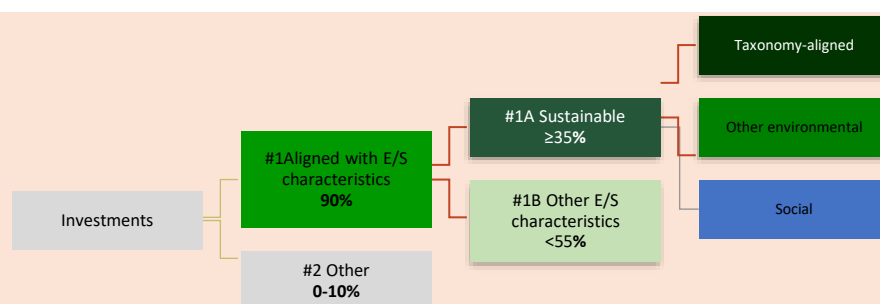 Taxonomy-aligned
#1A Sustainable
≥35%
Other environmental
#1Aligned with E/S
characteristics
90%
#1B Other E/S
characteristics
<55%
Social
Investments
#2 Other
0-10%